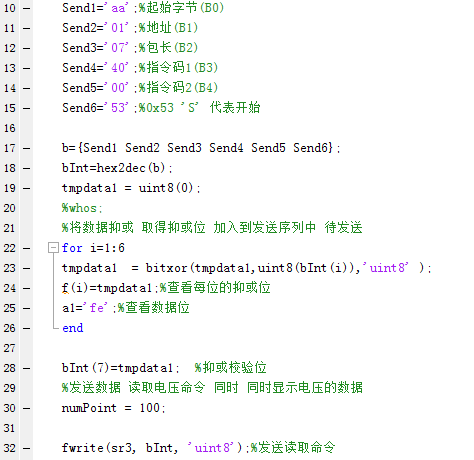 10 - Send1='aa';%起始字节(B0)
11 - Send2='01';%地址(B1)
12 - Send3='07';%包长(B2)
13 - Send4='40';%指令码1(B3)
14 - Send5='00';%指令码2(B4)
15 - Send6='53';%0x53 'S' 代表开始
16
17 - b={Send1 Send2 Send3 Send4 Send5 Send6};
18 - bInt=hex2dec(b);
19 - tmpdata1 = uint8(0);
20 %whos;
21 %将数据抑或 取得抑或位 加入到发送序列中 待发送
22 - for i=1:6
23 - tmpdata1 = bitxor(tmpdata1,uint8(bInt(i)),'uint8' );
24 - f(i)=tmpdata1;%查看每位的抑或位
25 - a1='fe';%查看数据位
26 - end
27
28 - bInt(7)=tmpdata1; %抑或校验位
29 %发送数据 读取电压命令 同时 同时显示电压的数据
30 - numPoint = 100;
31
32 - fwrite(sr3, bInt, 'uint8');%发送读取命令